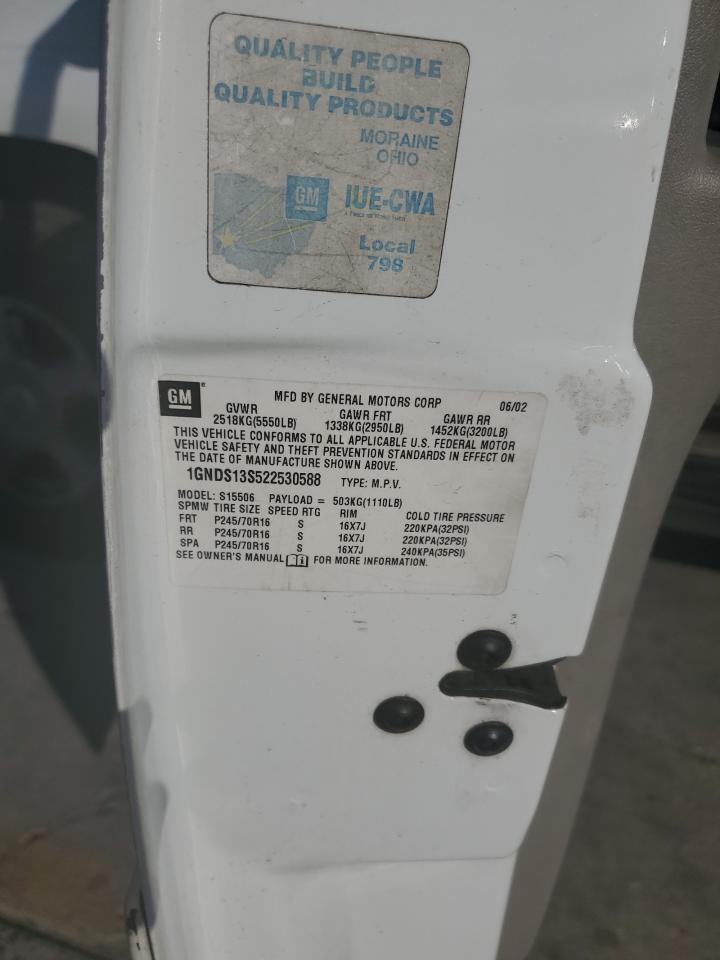 QUALITY PEOPLE
BUILD
QUALITY PRODUCTS
MORAINE
OHIO
GM
IUE-CWA
Local
798
GM
MFD BY GENERAL MOTORS CORP 06/02
GVWR GAWR FRT GAWR RR
2518KG(5550LB) 1338KG(2950LB) 1452KG(3200LB)
THIS VEHICLE CONFORMS TO ALL APPLICABLE U.S. FEDERAL MOTOR
VEHICLE SAFETY AND THEFT PREVENTION STANDARDS IN EFFECT ON
THE DATE OF MANUFACTURE SHOWN ABOVE.
1GNDS13S522530588 TYPE: M.P.V.
MODEL: S15506 PAYLOAD = 503KG(1110LB)
SPMW TIRE SIZE SPEED RTG RIM COLD TIRE PRESSURE
FRT P245/70R16 S 16X7J 220KPA(32PSI)
RR P245/70R16 S 16X7J 220KPA(32PSI)
SPA P245/70R16 S 16X7J 240KPA(35PSI)
SEE OWNER'S MANUAL FOR MORE INFORMATION.